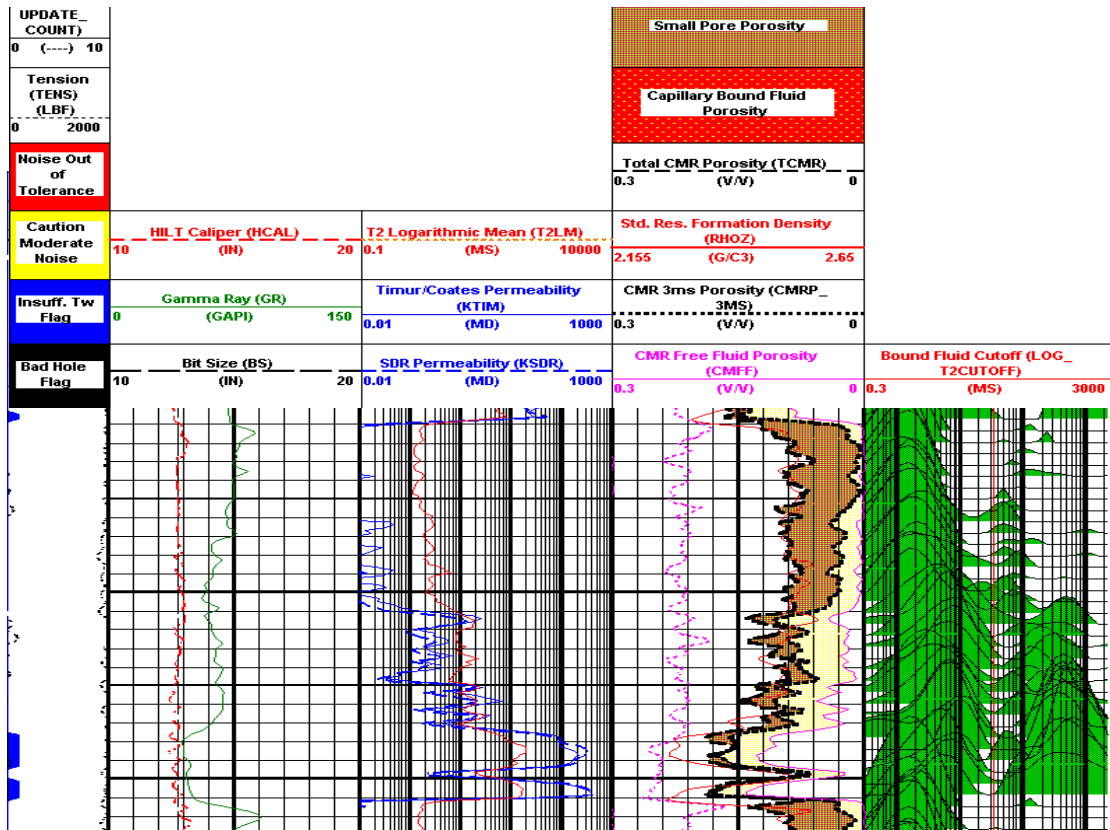 UPDATE_
COUNT)
0 (----) 10
Tension
(TENS)
(LBF)
0 2000
Noise Out
of
Tolerance
Caution
Moderate
Noise
Insuff. Tw
Flag
Bad Hole
Flag
HILT Caliper (HCAL)
10 (IN) 20
Gamma Ray (GR)
0 (GAPI) 150
Bit Size (BS)
10 (IN) 20
T2 Logarithmic Mean (T2LM)
0.1 (MS) 10000
Timur/Coates Permeability
(KTIM)
0.01 (MD) 1000
SDR Permeability (KSDR)
0.01 (MD) 1000
Small Pore Porosity
Capillary Bound Fluid
Porosity
Total CMR Porosity (TCMR)
0.3 (V/V) 0
Std. Res. Formation Density
(RHOZ)
2.155 (G/C3) 2.65
CMR 3ms Porosity (CMRP_
3MS)
0.3 (V/V) 0
CMR Free Fluid Porosity
(CMFF)
0.3 (V/V) 0
Bound Fluid Cutoff (LOG_
T2CUTOFF)
0.3 (MS) 3000